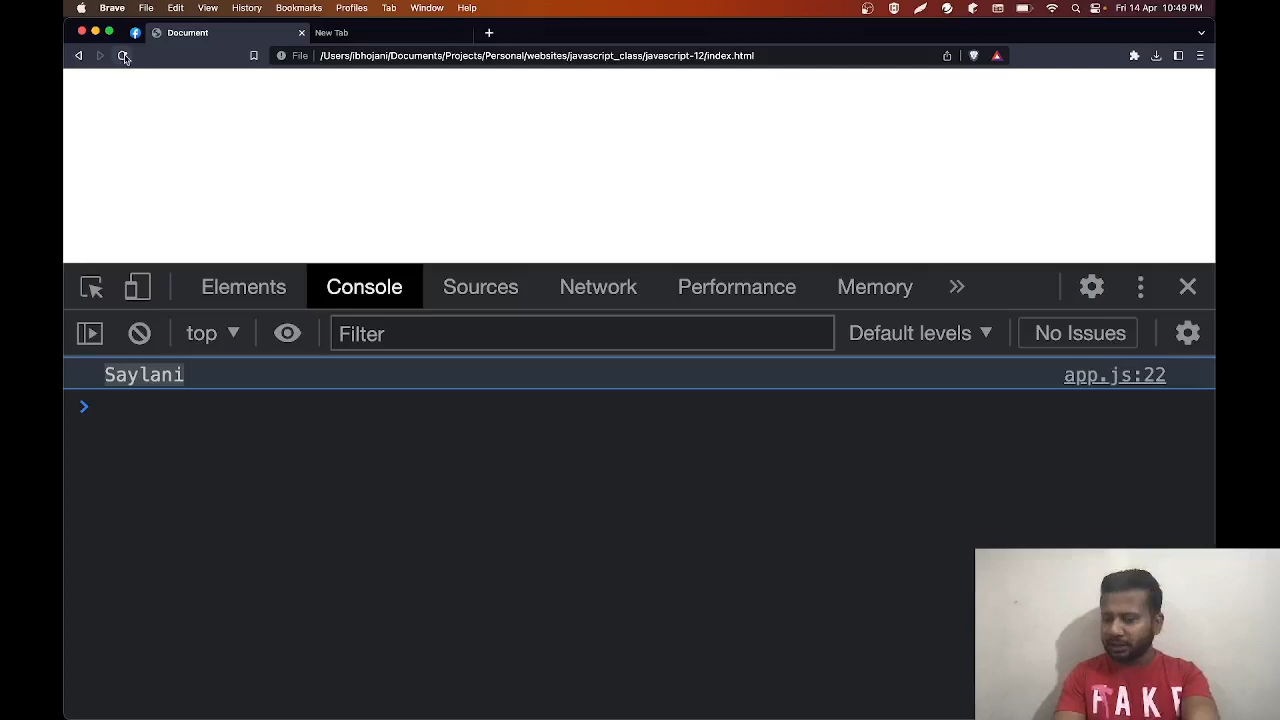 Brave File Edit View History Bookmarks Profiles Tab Window Help Fri 14 Apr 10:49 PM
Document New Tab
File /Users/ibhojani/Documents/Projects/Personal/websites/javascript_class/javascript-12/index.html
Elements Console Sources Network Performance Memory
top Filter Default levels No Issues
Saylani app.js:22